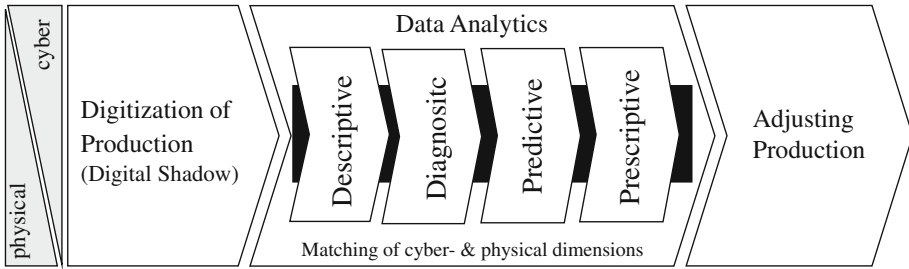 cyber
physical
Digitization of
Production
(Digital Shadow)
Data Analytics
Descriptive
Diagnositc
Predictive
Prescriptive
Matching of cyber- & physical dimensions
Adjusting
Production